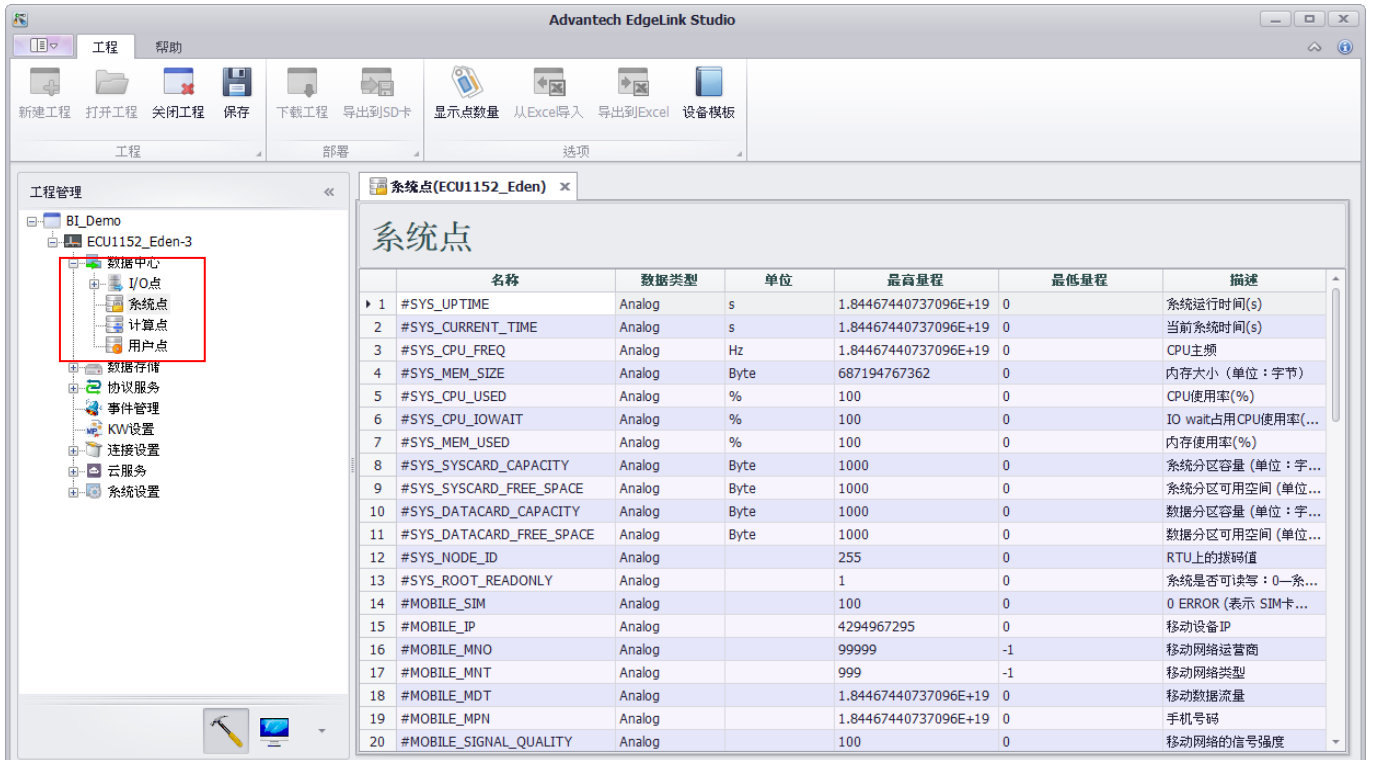 Advantech EdgeLink Studio
工程 帮助
新建工程 打开工程 关闭工程 保存 下载工程 导出到SD卡 显示点数量 从Excel导入 导出到Excel 设备模板
工程 部署 选项
工程管理
BI_Demo
ECU1152_Eden-3
数据中心
I/O点
系统点
计算点
用户点
数据存储
协议服务
事件管理
KW设置
连接设置
云服务
系统设置
系统点(ECU1152_Eden)
系统点
名称 数据类型 单位 最高量程 最低量程 描述
1 #SYS_UPTIME Analog s 1.84467440737096E+19 0 系统运行时间(s)
2 #SYS_CURRENT_TIME Analog s 1.84467440737096E+19 0 当前系统时间(s)
3 #SYS_CPU_FREQ Analog Hz 1.84467440737096E+19 0 CPU主频
4 #SYS_MEM_SIZE Analog Byte 687194767362 0 内存大小（单位：字节）
5 #SYS_CPU_USED Analog % 100 0 CPU使用率(%)
6 #SYS_CPU_IOWAIT Analog % 100 0 IO wait占用CPU使用率(...
7 #SYS_MEM_USED Analog % 100 0 内存使用率(%)
8 #SYS_SYSCARD_CAPACITY Analog Byte 1000 0 系统分区容量 (单位：字...
9 #SYS_SYSCARD_FREE_SPACE Analog Byte 1000 0 系统分区可用空间 (单位...
10 #SYS_DATACARD_CAPACITY Analog Byte 1000 0 数据分区容量 (单位：字...
11 #SYS_DATACARD_FREE_SPACE Analog Byte 1000 0 数据分区可用空间 (单位...
12 #SYS_NODE_ID Analog 255 0 RTU上的拨码值
13 #SYS_ROOT_READONLY Analog 1 0 系统是否可读写：0—系...
14 #MOBILE_SIM Analog 100 0 0 ERROR (表示 SIM卡...
15 #MOBILE_IP Analog 4294967295 0 移动设备IP
16 #MOBILE_MNO Analog 99999 -1 移动网络运营商
17 #MOBILE_MNT Analog 999 -1 移动网络类型
18 #MOBILE_MDT Analog 1.84467440737096E+19 0 移动数据流量
19 #MOBILE_MPN Analog 1.84467440737096E+19 0 手机号码
20 #MOBILE_SIGNAL_QUALITY Analog 100 0 移动网络的信号强度